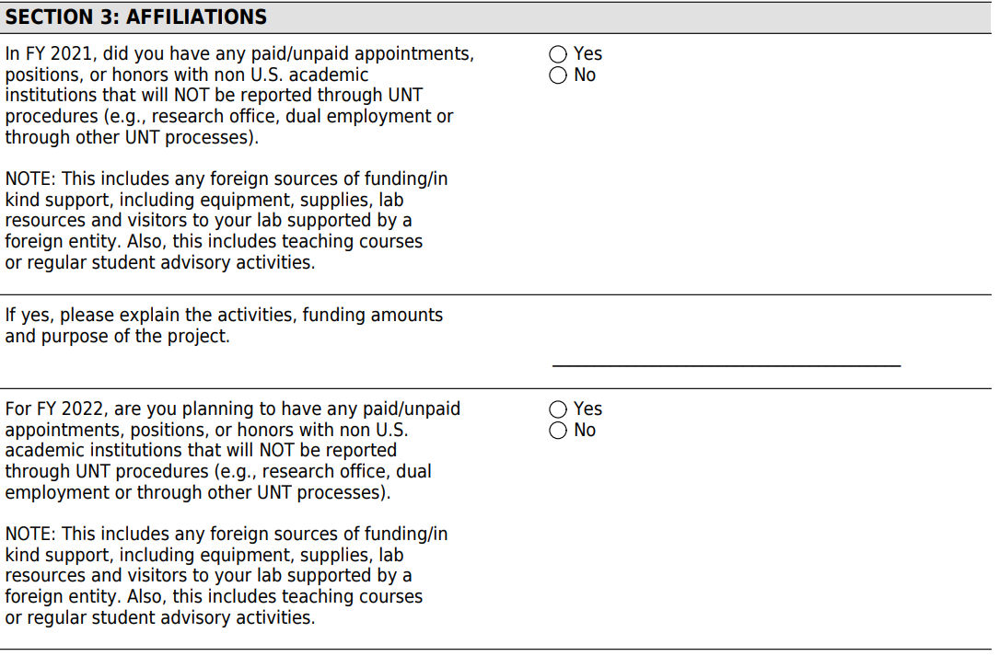 SECTION 3: AFFILIATIONS
In FY 2021, did you have any paid/unpaid appointments,
positions, or honors with non U.S. academic
institutions that will NOT be reported through UNT
procedures (e.g., research office, dual employment or
through other UNT processes).
Yes
No
NOTE: This includes any foreign sources of funding/in
kind support, including equipment, supplies, lab
resources and visitors to your lab supported by a
foreign entity. Also, this includes teaching courses
or regular student advisory activities.
If yes, please explain the activities, funding amounts
and purpose of the project.
For FY 2022, are you planning to have any paid/unpaid
appointments, positions, or honors with non U.S.
academic institutions that will NOT be reported
through UNT procedures (e.g., research office, dual
employment or through other UNT processes).
Yes
No
NOTE: This includes any foreign sources of funding/in
kind support, including equipment, supplies, lab
resources and visitors to your lab supported by a
foreign entity. Also, this includes teaching courses
or regular student advisory activities.